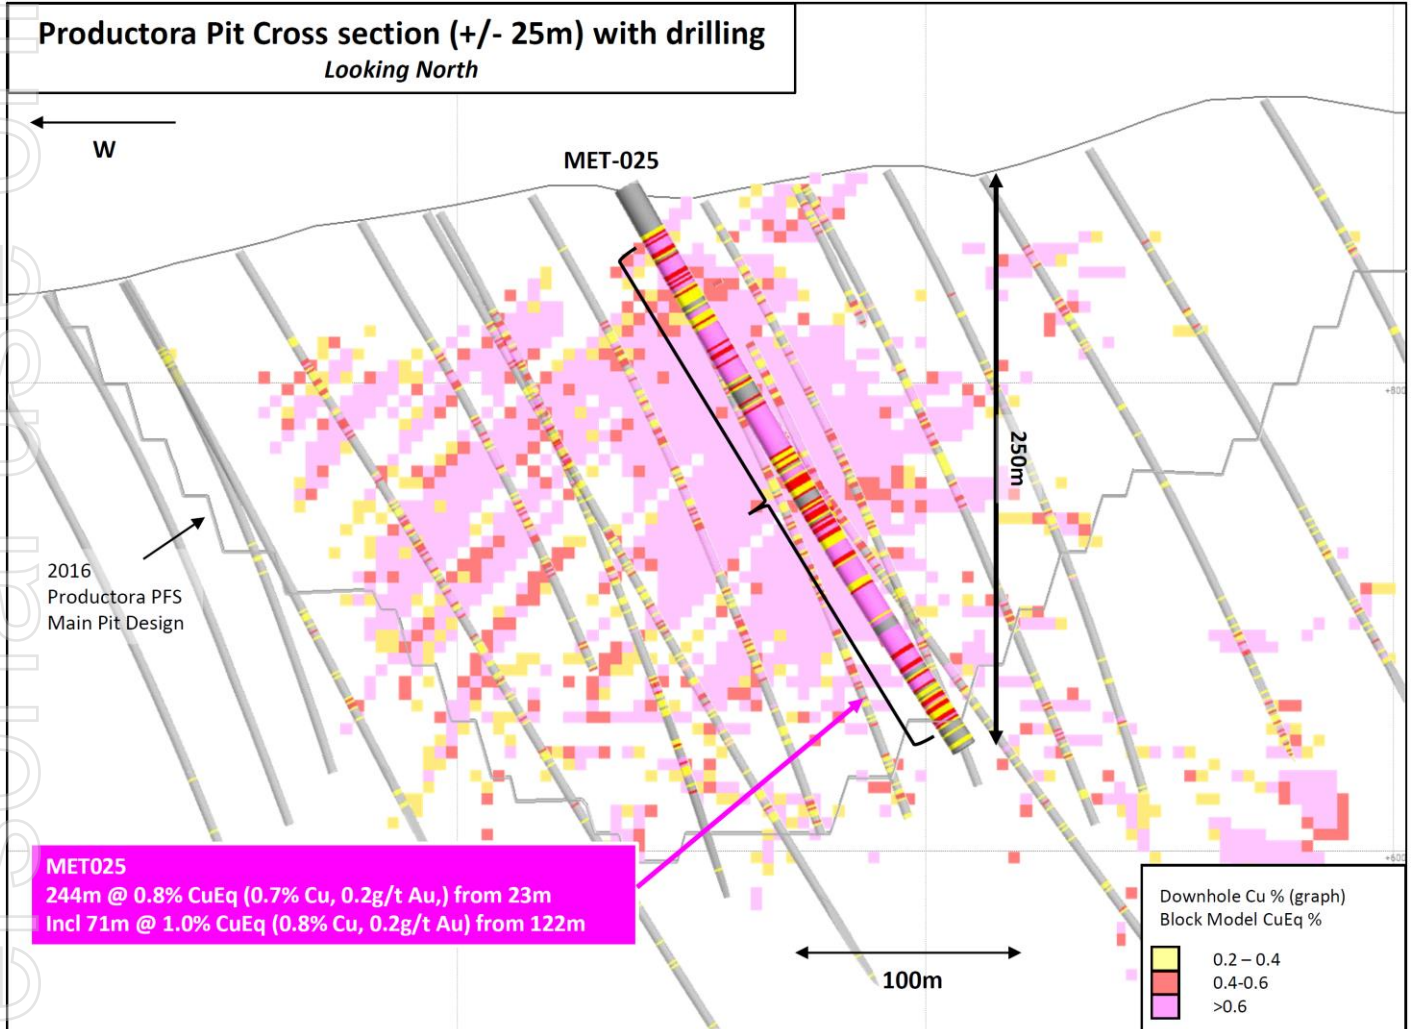 Productora Pit Cross section (+/- 25m) with drilling
Looking North
W
MET-025
250m
2016
Productora PFS
Main Pit Design
MET025
244m @ 0.8% CuEq (0.7% Cu, 0.2g/t Au,) from 23m
Incl 71m @ 1.0% CuEq (0.8% Cu, 0.2g/t Au) from 122m
100m
Downhole Cu % (graph)
Block Model CuEq %
0.2 – 0.4
0.4-0.6
>0.6